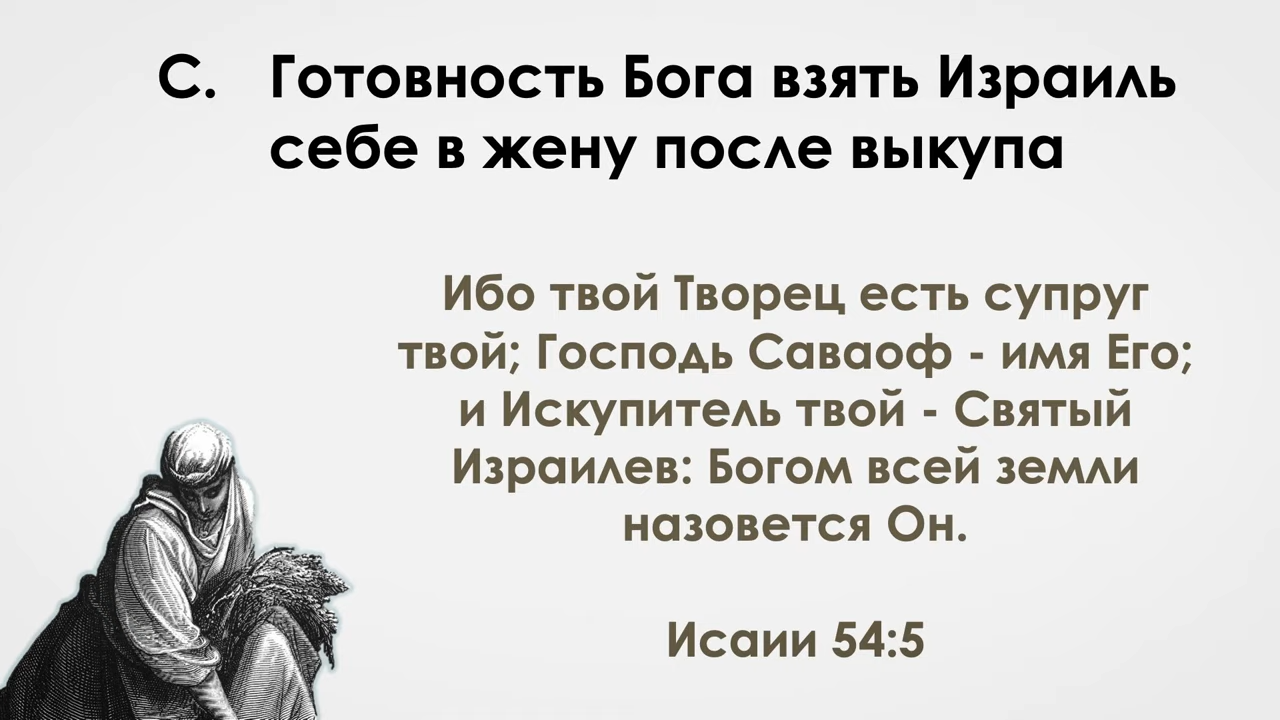 С. Готовность Бога взять Израиль
себе в жену после выкупа
Ибо твой Творец есть супруг
твой; Господь Саваоф - имя Его;
и Искупитель твой - Святый
Израилев: Богом всей земли
назовется Он.
Исаии 54:5